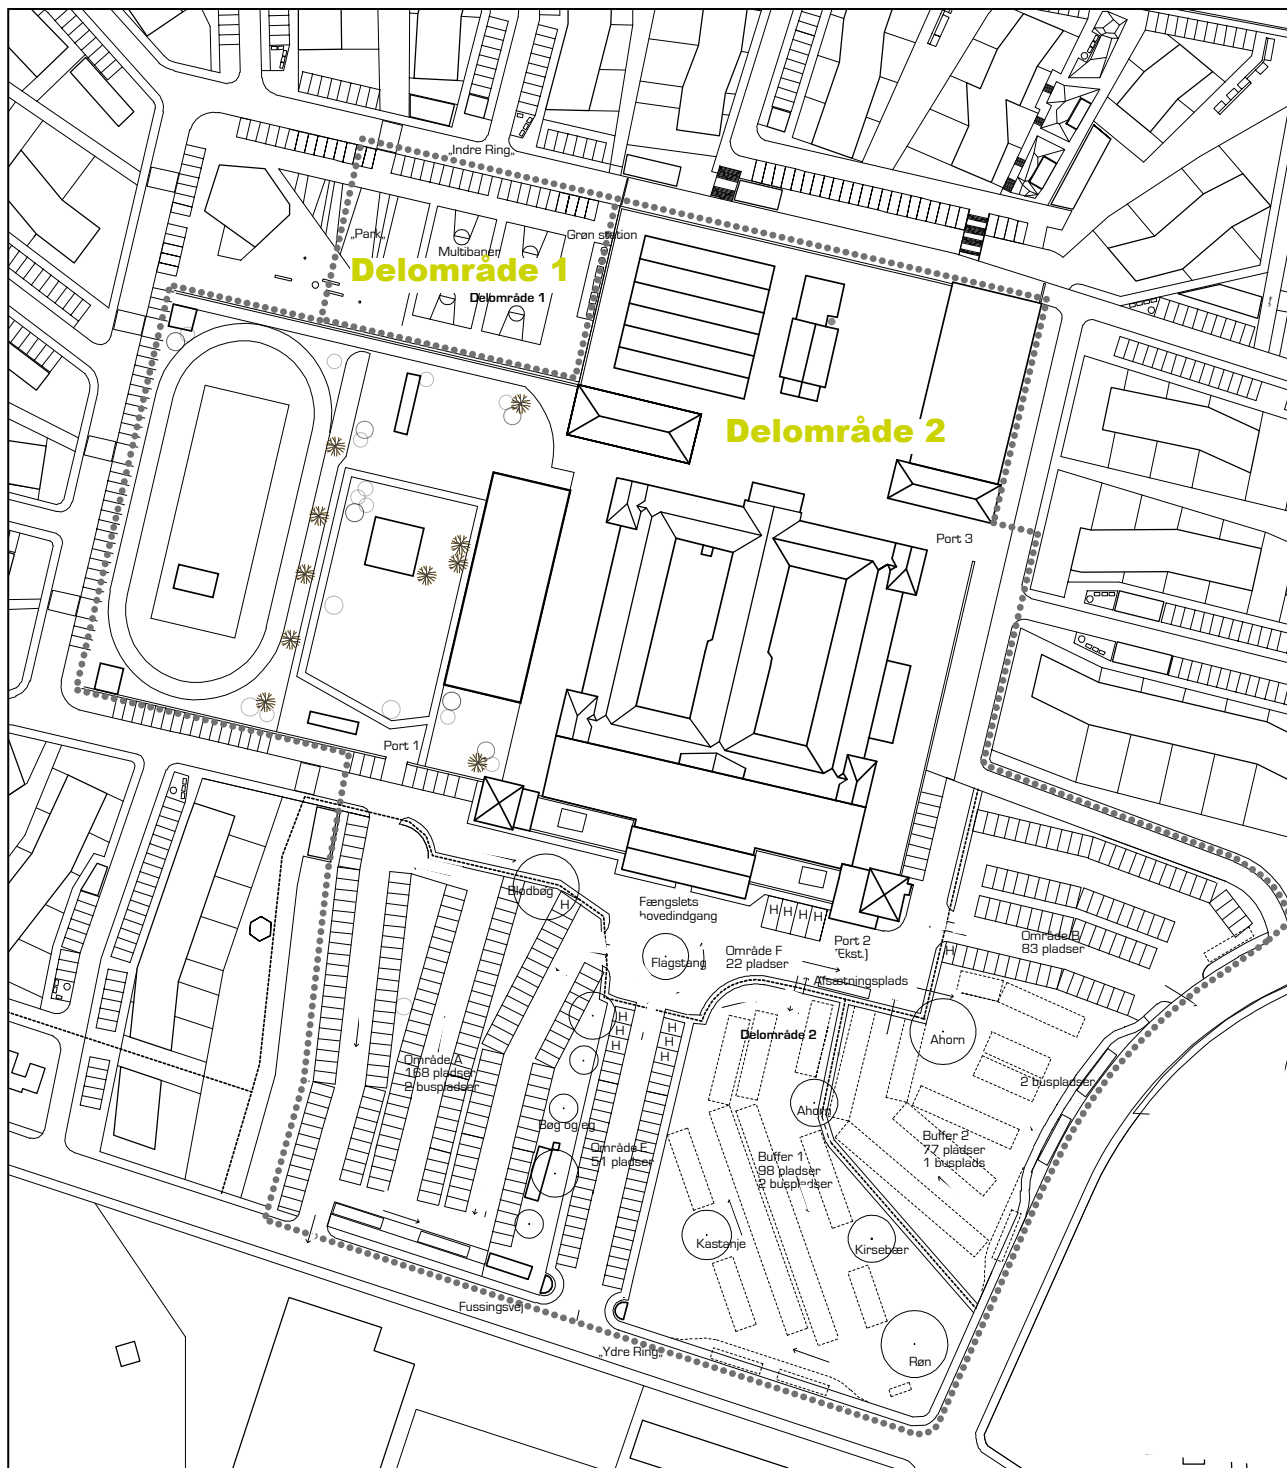 „Indre Ring„
„Park„
Grøn station
Multibaner
Delområde 1
Delområde 1
Delområde 2
Port 3
Port 1
Blodbøg
H
Fængslets
hovedindgang
H H H H
Port 2
(Ekst.)
Område B
83 pladser
H
Flagstang
Område F
22 pladser
Afsætningsplads
H
H
H
H
H
H
Delområde 2
Ahorn
Område A
168 pladser
2 buspladser
2 buspladser
Ahorn
Bøg og eg
Område E
51 pladser
Buffer 1
98 pladser
2 buspladser
Buffer 2
77 pladser
1 busplads
Kastanje
Kirsebær
Fussingsvej
„Ydre Ring„
Røn